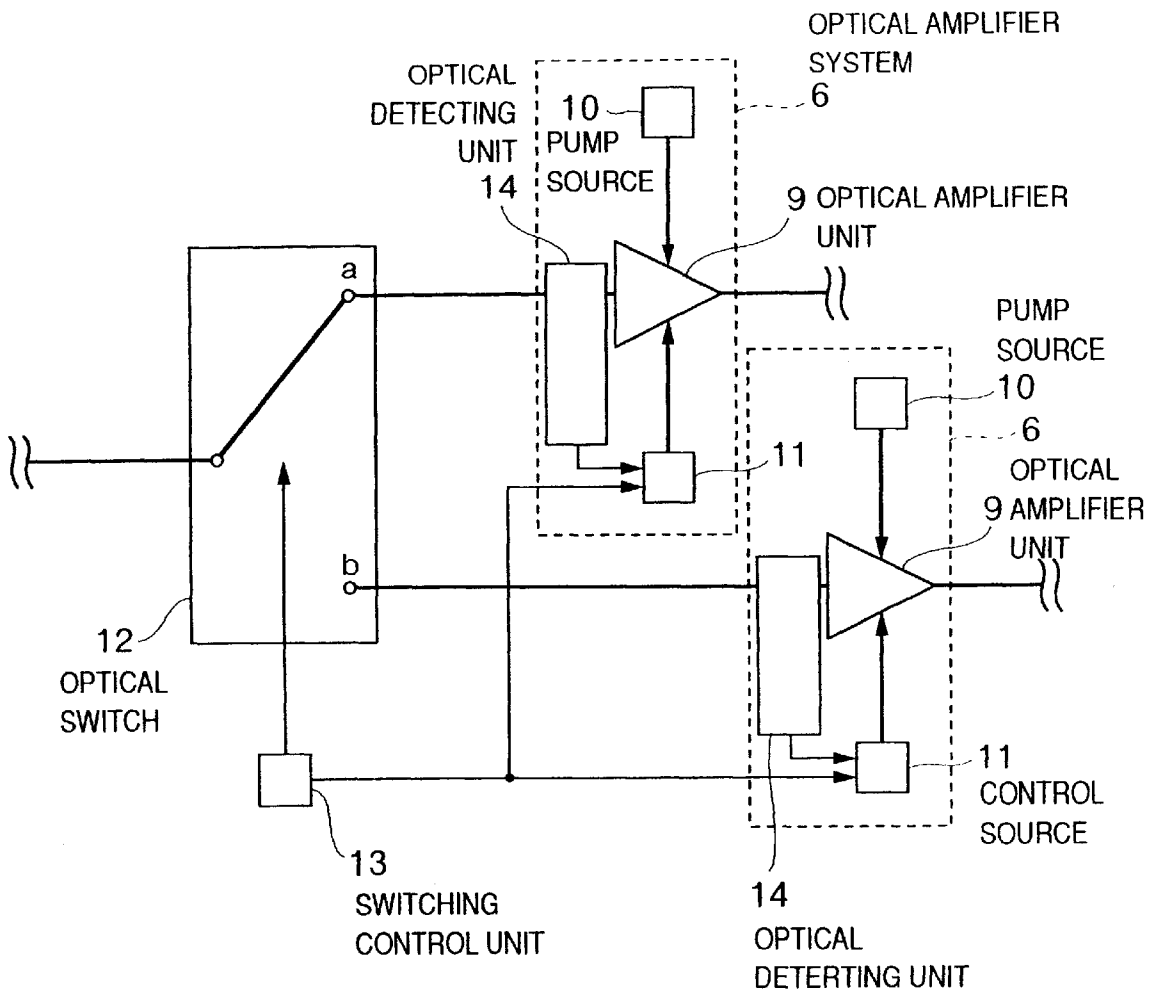 OPTICAL AMPLIFIER
SYSTEM
6
OPTICAL
DETECTING
UNIT
14
10
PUMP
SOURCE
9 OPTICAL AMPLIFIER
UNIT
a
PUMP
SOURCE
10
6
11
OPTICAL
9 AMPLIFIER
UNIT
b
12
OPTICAL
SWITCH
11
CONTROL
SOURCE
13
SWITCHING
CONTROL UNIT
14
OPTICAL
DETERTING UNIT